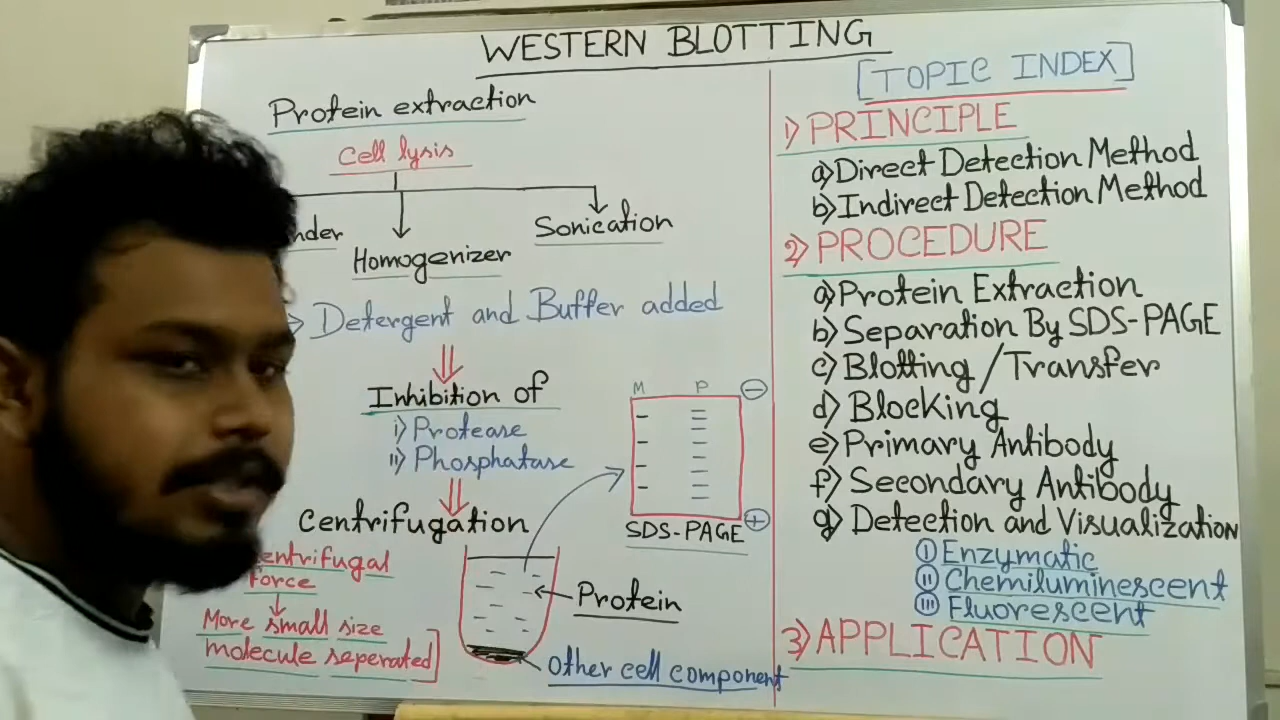 WESTERN BLOTTING
Protein extraction
Cell lysis
Homogenizer
Sonication
Detergent and Buffer added
Inhibition of
i) Protease
ii) Phosphatase
Centrifugation
entrifugal
Force
More small size
molecule seperated
M P
−
+
SDS-PAGE
Protein
Other cell component
[TOPIC INDEX]
1) PRINCIPLE
a) Direct Detection Method
b) Indirect Detection Method
2) PROCEDURE
a) Protein Extraction
b) Separation By SDS-PAGE
c) Blotting / Transfer
d) Blocking
e) Primary Antibody
f) Secondary Antibody
g) Detection and Visualization
I Enzymatic
II Chemiluminescent
III Fluorescent
3) APPLICATION